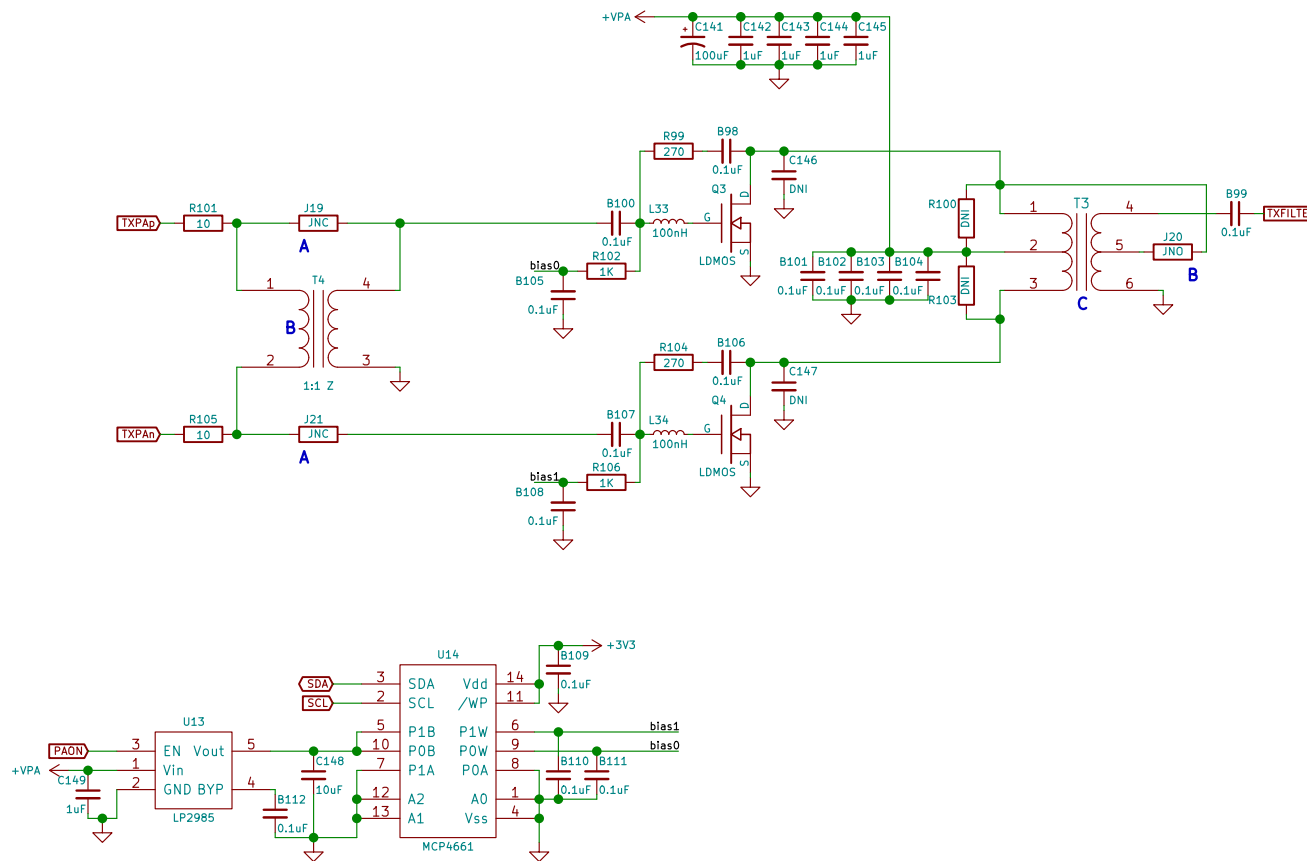 +VPA
C141 C142 C143 C144 C145
+
100uF 1uF 1uF 1uF 1uF
R99 B98
270
0.1uF
C146
DNI
Q3
D
G
S
LDMOS
TXPAp
R101
10
J19
JNC
A
B100
0.1uF
L33
100nH
R102
1K
bias0
B105
0.1uF
R100
DNI
T3
1 4
2 5
3 6
C
B99
0.1uF
TXFILTE
J20
JNO
B
B101 B102 B103 B104
0.1uF 0.1uF 0.1uF 0.1uF
R103
DNI
T4
1 4
B
2 3
1:1 Z
R104 B106
270
0.1uF
C147
DNI
Q4
D
G
S
LDMOS
TXPAn
R105
10
J21
JNC
A
B107
0.1uF
L34
100nH
R106
1K
bias1
B108
0.1uF
U14
+3V3
B109
0.1uF
SDA 3 SDA Vdd 14
SCL 2 SCL /WP 11
5 P1B P1W 6 bias1
10 P0B P0W 9 bias0
7 P1A P0A 8
12 A2 A0 1
13 A1 Vss 4
MCP4661
B110 B111
0.1uF 0.1uF
U13
PAON 3 EN Vout 5
+VPA 1 Vin
2 GND BYP 4
LP2985
C149
1uF
B112
0.1uF
C148
10uF